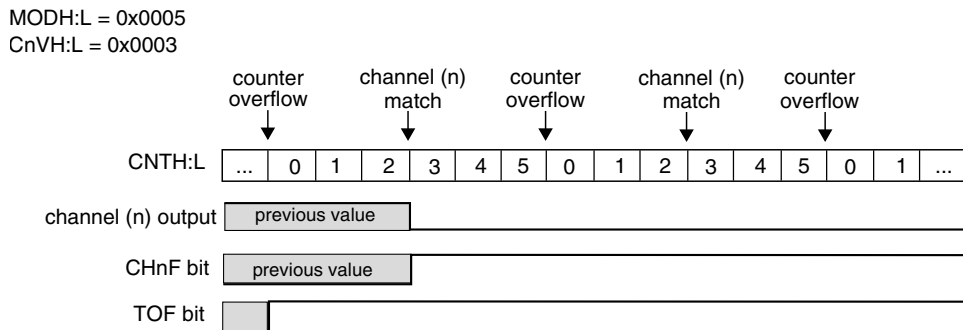 MODH:L = 0x0005
CnVH:L = 0x0003
counter overflow
channel (n) match
counter overflow
channel (n) match
counter overflow
CNTH:L ... 0 1 2 3 4 5 0 1 2 3 4 5 0 1 ...
channel (n) output previous value
CHnF bit previous value
TOF bit